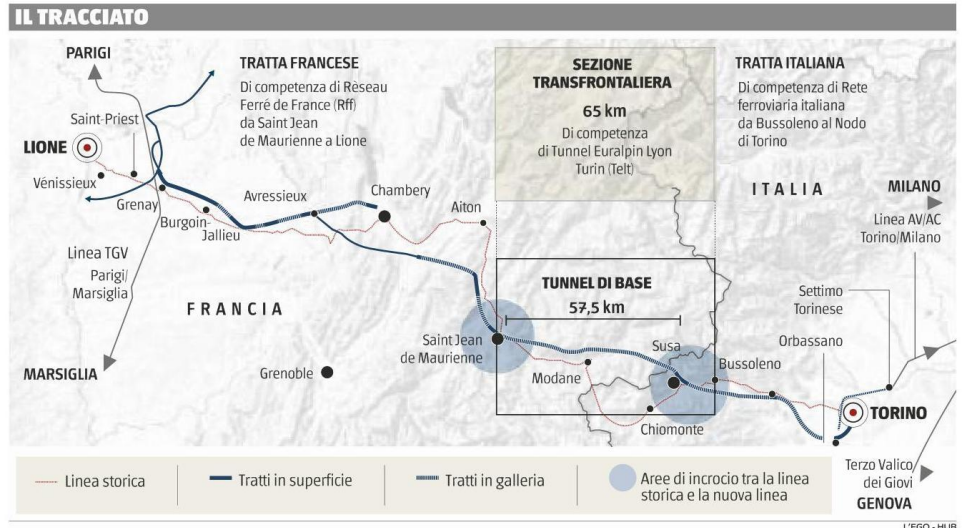 IL TRACCIATO
PARIGI
Saint-Priest
LIONE
Vénissieux
Grenay
Burgoin-
Jallieu
Linea TGV
Parigi/
Marsiglia
MARSIGLIA
TRATTA FRANCESE
Di competenza di Rèseau
Ferré de France (Rff)
da Saint Jean
de Maurienne a Lione
Avressieux
Chambery
Aiton
FRANCIA
Grenoble
SEZIONE
TRANSFRONTALIERA
65 km
Di competenza
di Tunnel Euralpin Lyon
Turin (Telt)
TRATTA ITALIANA
Di competenza di Rete
ferroviaria italiana
da Bussoleno al Nodo
di Torino
ITALIA
MILANO
Linea AV/AC
Torino/Milano
TUNNEL DI BASE
57,5 km
Saint Jean
de Maurienne
Modane
Susa
Chiomonte
Bussoleno
Settimo
Torinese
Orbassano
TORINO
Terzo Valico
dei Giovi
GENOVA
Linea storica
Tratti in superficie
Tratti in galleria
Aree di incrocio tra la linea
storica e la nuova linea
L'EGO - HUB